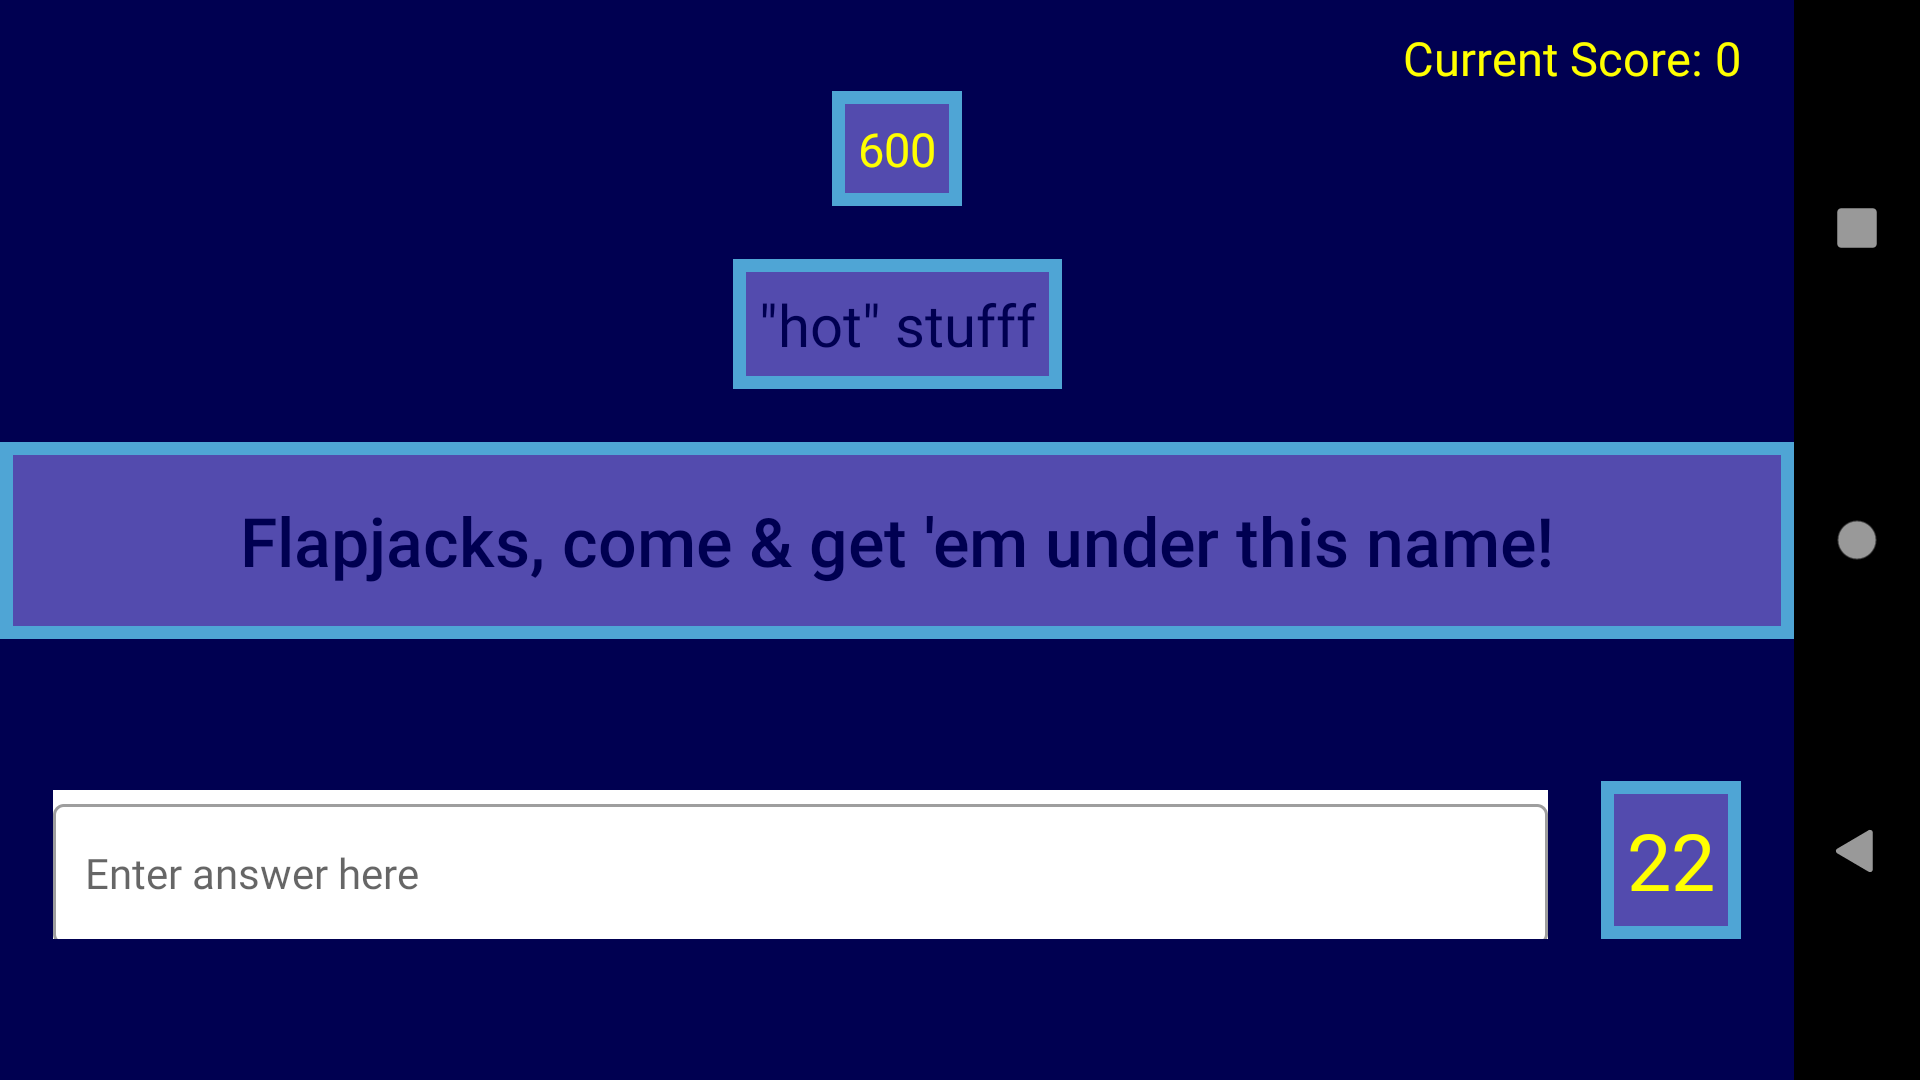 Current Score: 0
600
"hot" stufff
Flapjacks, come & get 'em under this name!
Enter answer here
22